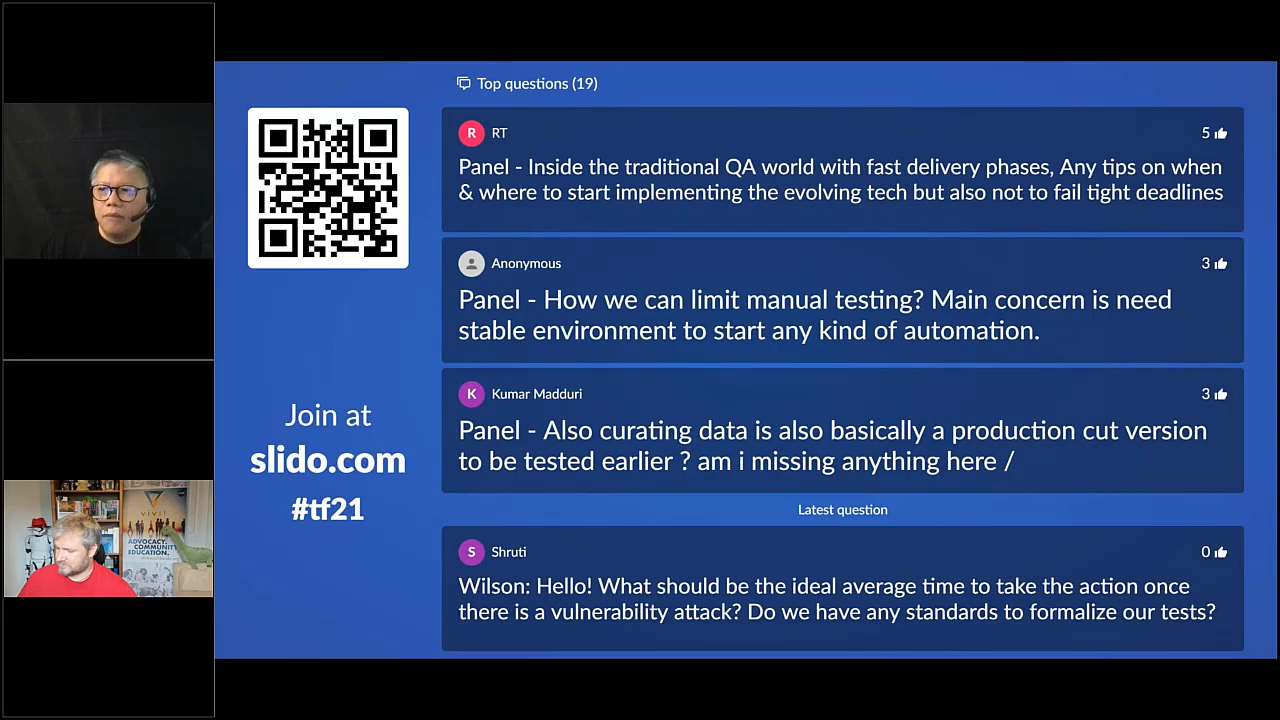 Top questions (19)
R RT 5
Panel - Inside the traditional QA world with fast delivery phases, Any tips on when
& where to start implementing the evolving tech but also not to fail tight deadlines
Anonymous 3
Panel - How we can limit manual testing? Main concern is need
stable environment to start any kind of automation.
K Kumar Madduri 3
Panel - Also curating data is also basically a production cut version
to be tested earlier ? am i missing anything here /
Latest question
S Shruti 0
Wilson: Hello! What should be the ideal average time to take the action once
there is a vulnerability attack? Do we have any standards to formalize our tests?
Join at
slido.com
#tf21
ADVOCACY.
COMMUNITY
EDUCATION.